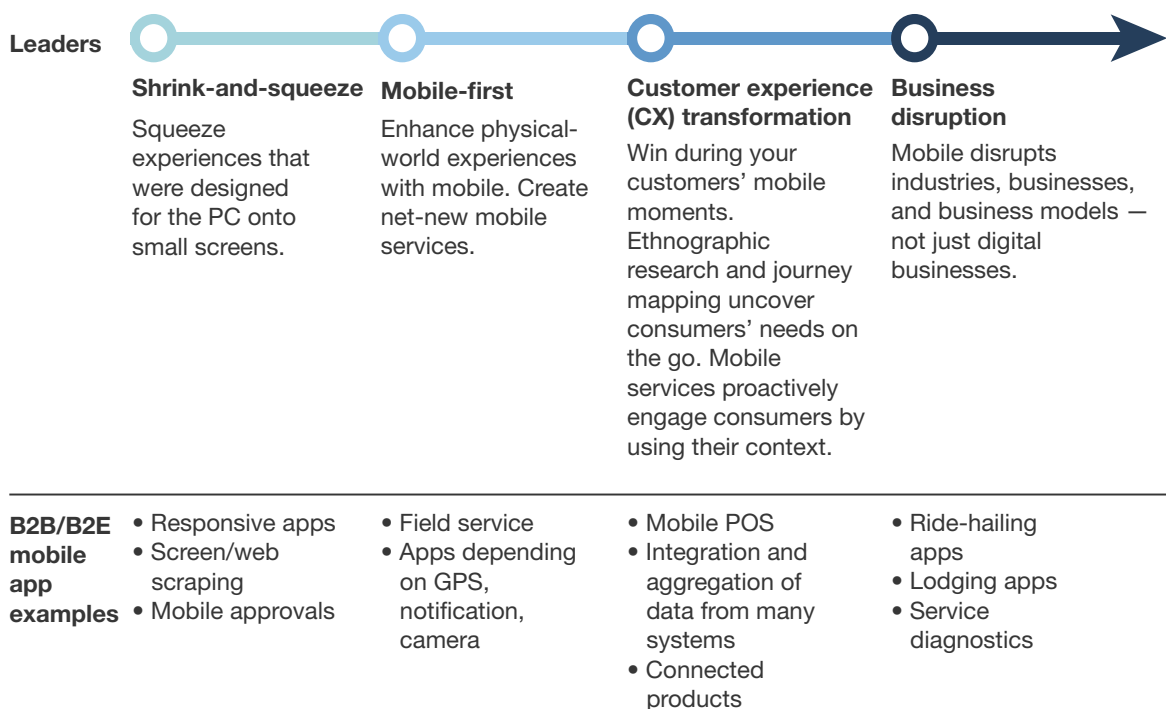 Leaders
Shrink-and-squeeze
Squeeze
experiences that
were designed
for the PC onto
small screens.
Mobile-first
Enhance physical-
world experiences
with mobile. Create
net-new mobile
services.
Customer experience
(CX) transformation
Win during your
customers’ mobile
moments.
Ethnographic
research and journey
mapping uncover
consumers’ needs on
the go. Mobile
services proactively
engage consumers by
using their context.
Business
disruption
Mobile disrupts
industries, businesses,
and business models —
not just digital
businesses.
B2B/B2E
mobile
app
examples
• Responsive apps
• Screen/web
scraping
• Mobile approvals
• Field service
• Apps depending
on GPS,
notification,
camera
• Mobile POS
• Integration and
aggregation of
data from many
systems
• Connected
products
• Ride-hailing
apps
• Lodging apps
• Service
diagnostics